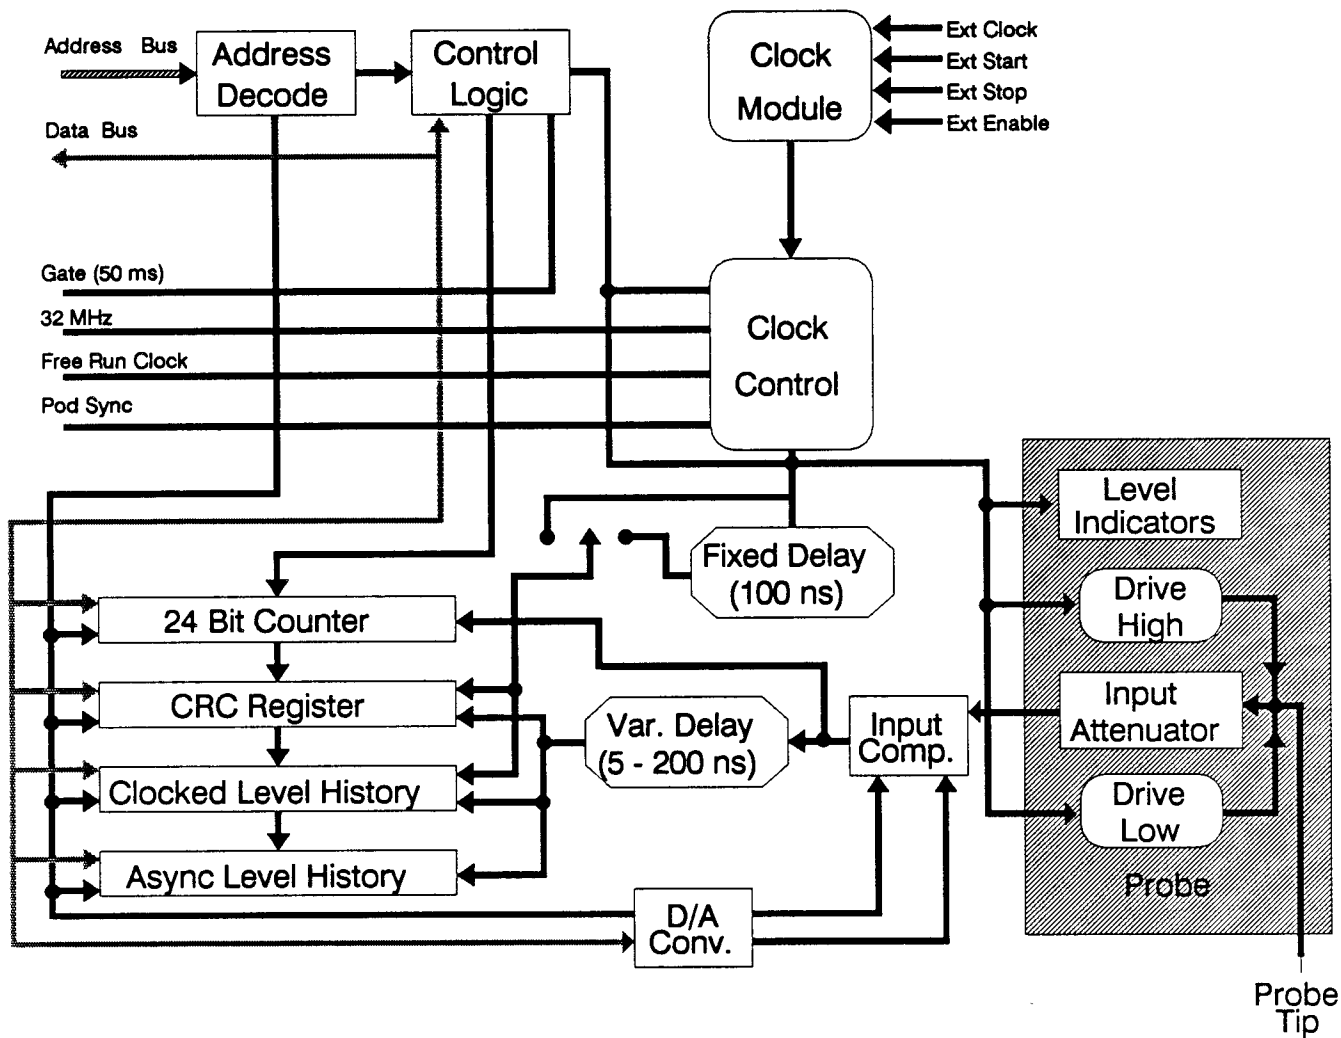 Address Bus
Address
Decode
Control
Logic
Clock
Module
Ext Clock
Ext Start
Ext Stop
Ext Enable
Data Bus
Gate (50 ms)
32 MHz
Free Run Clock
Pod Sync
Clock
Control
Level
Indicators
Fixed Delay
(100 ns)
Drive
High
24 Bit Counter
CRC Register
Var. Delay
(5 - 200 ns)
Input
Comp.
Input
Attenuator
Clocked Level History
Drive
Low
Async Level History
Probe
D/A
Conv.
Probe
Tip